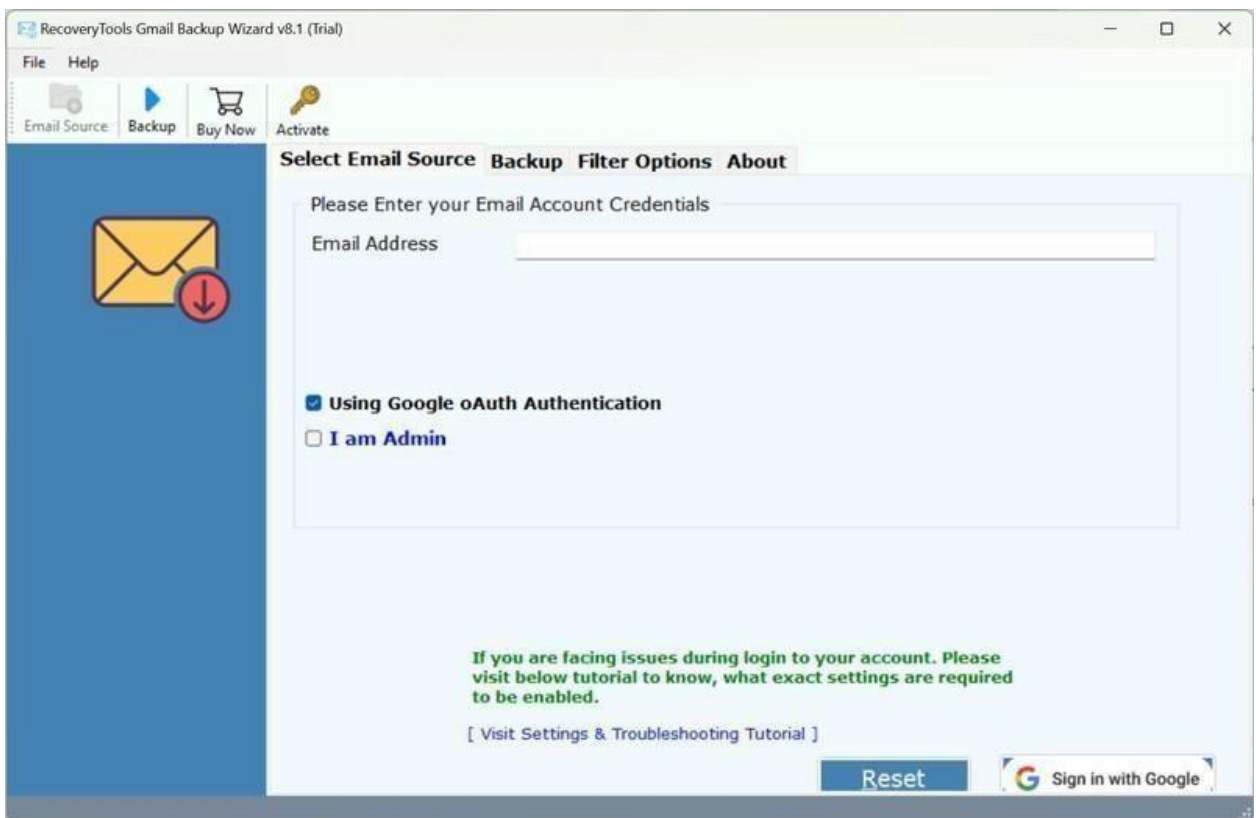 RecoveryTools Gmail Backup Wizard v8.1 (Trial)
File Help
Email Source Backup Buy Now Activate
Select Email Source Backup Filter Options About
Please Enter your Email Account Credentials
Email Address
Using Google oAuth Authentication
I am Admin
If you are facing issues during login to your account. Please
visit below tutorial to know, what exact settings are required
to be enabled.
[ Visit Settings & Troubleshooting Tutorial ]
Reset Sign in with Google